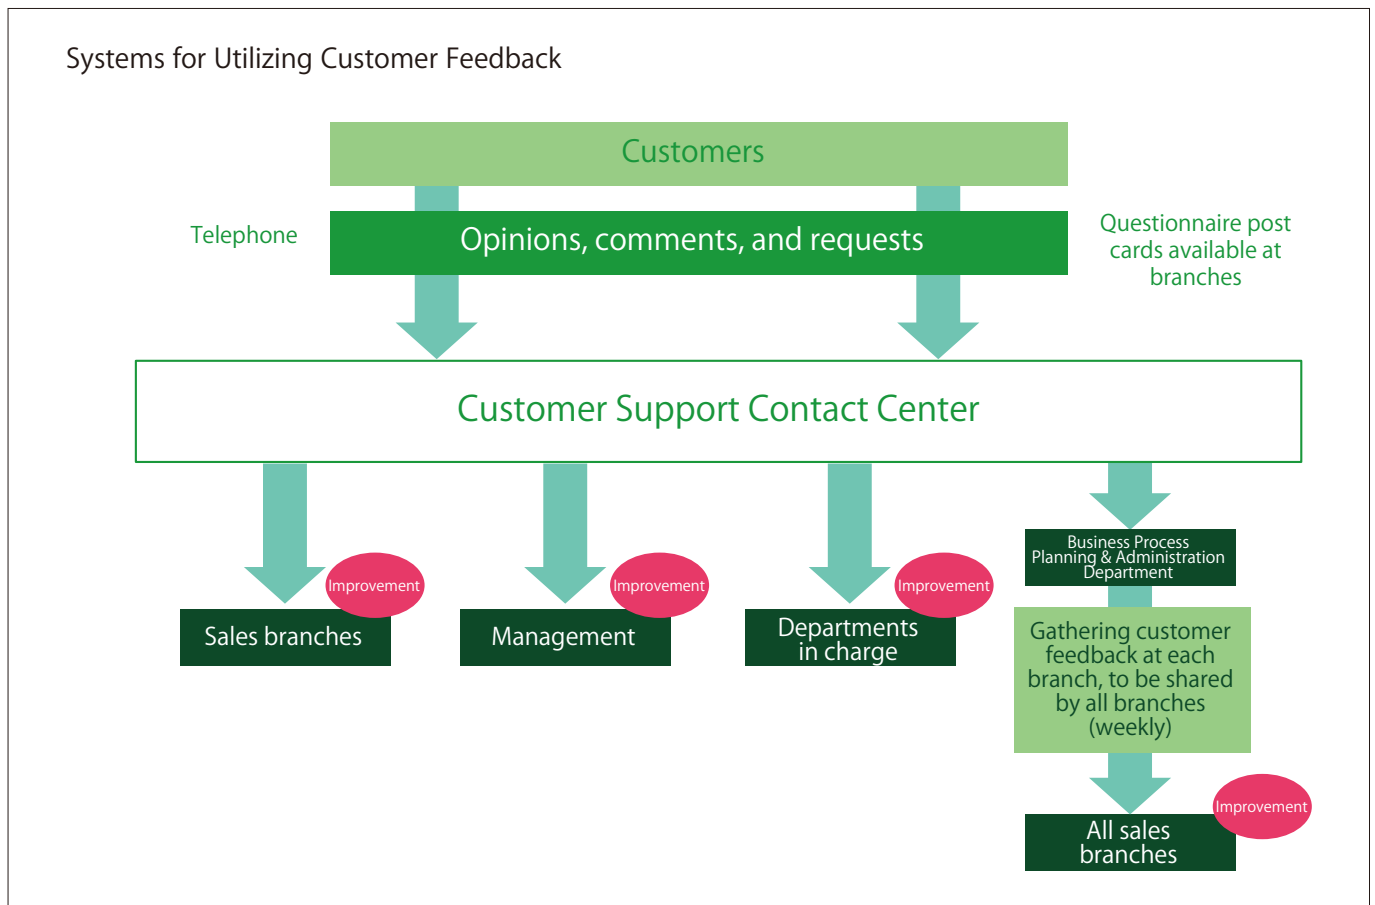 Systems for Utilizing Customer Feedback
Customers
Telephone
Opinions, comments, and requests
Questionnaire post
cards available at
branches
Customer Support Contact Center
Improvement
Sales branches
Improvement
Management
Improvement
Departments
in charge
Business Process
Planning & Administration
Department
Gathering customer
feedback at each
branch, to be shared
by all branches
(weekly)
Improvement
All sales
branches